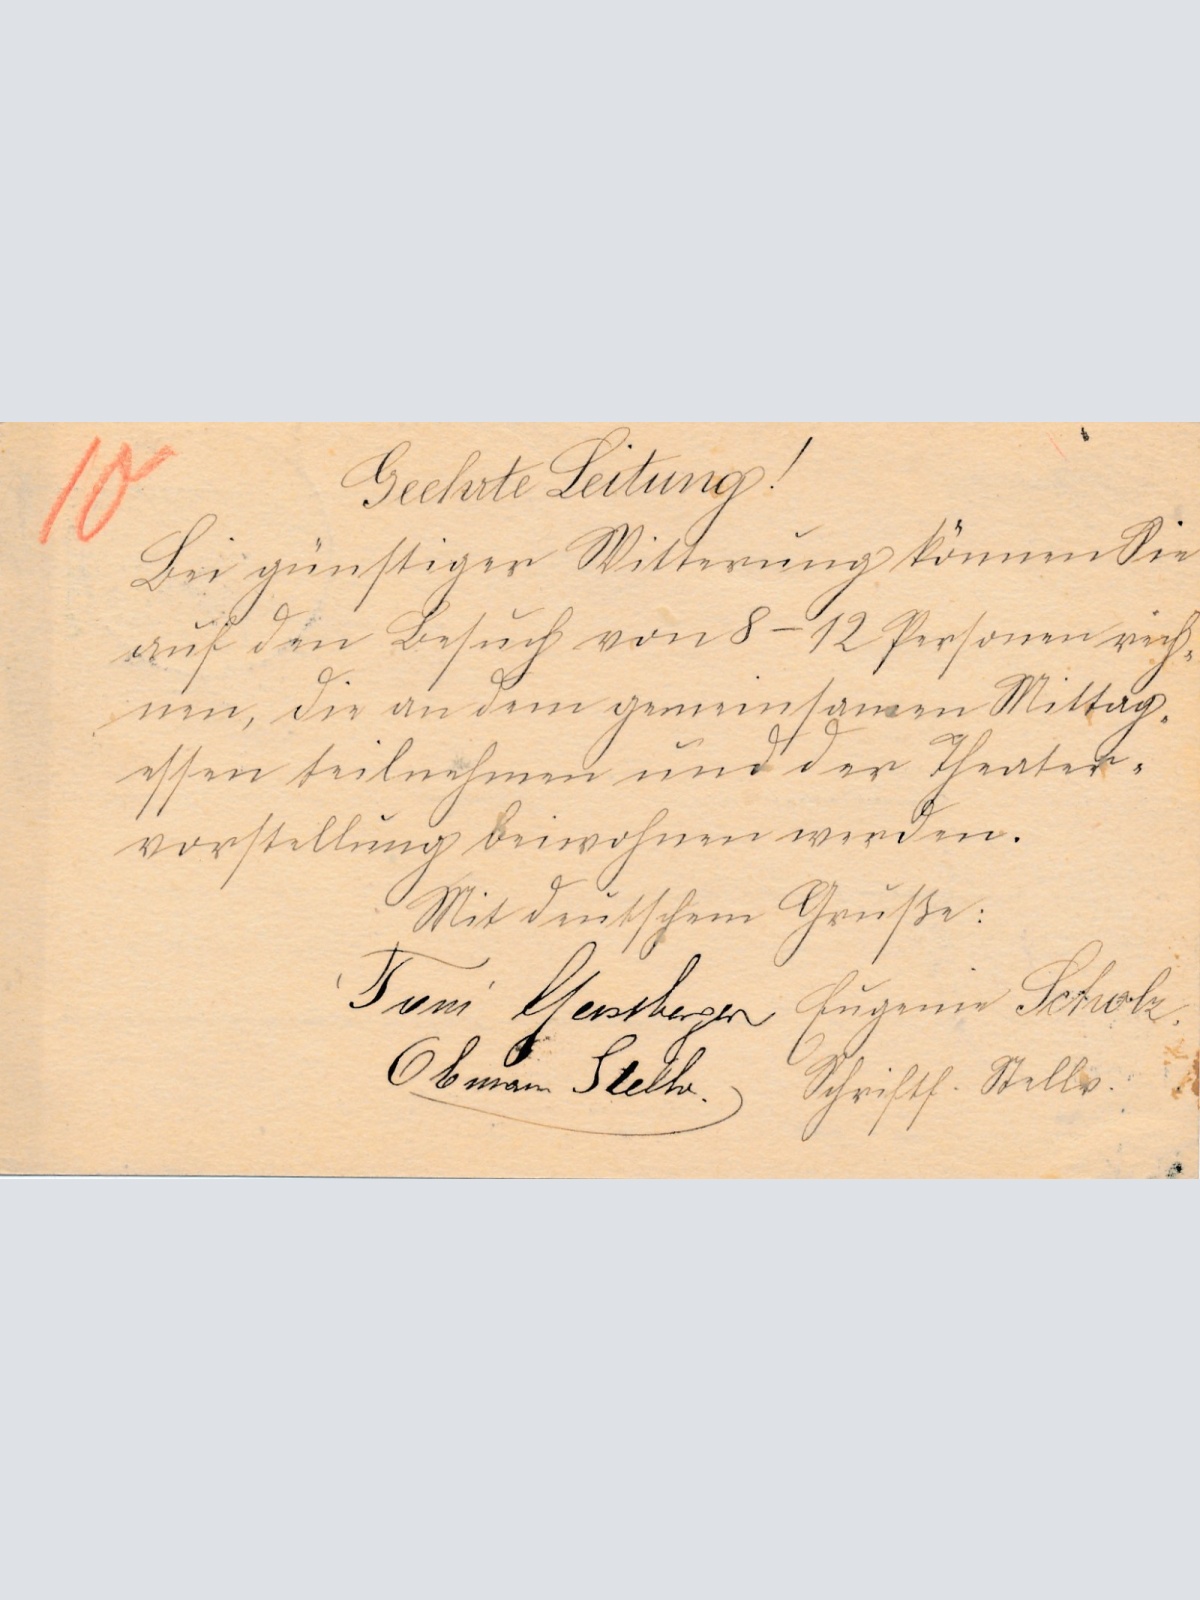 10
Geehrte Leitung!
Bei günstiger Witterung können Sie
auf den Besuch von 8-12 Personen rech-
nen, die an dem gemeinsamen Mittag-
essen teilnehmen und der Theater-
vorstellung beiwohnen werden.
Mit deutschem Gruße:
Toni Eugenie Scholz.
Obmann Stellv. Schriftf. Stellv.